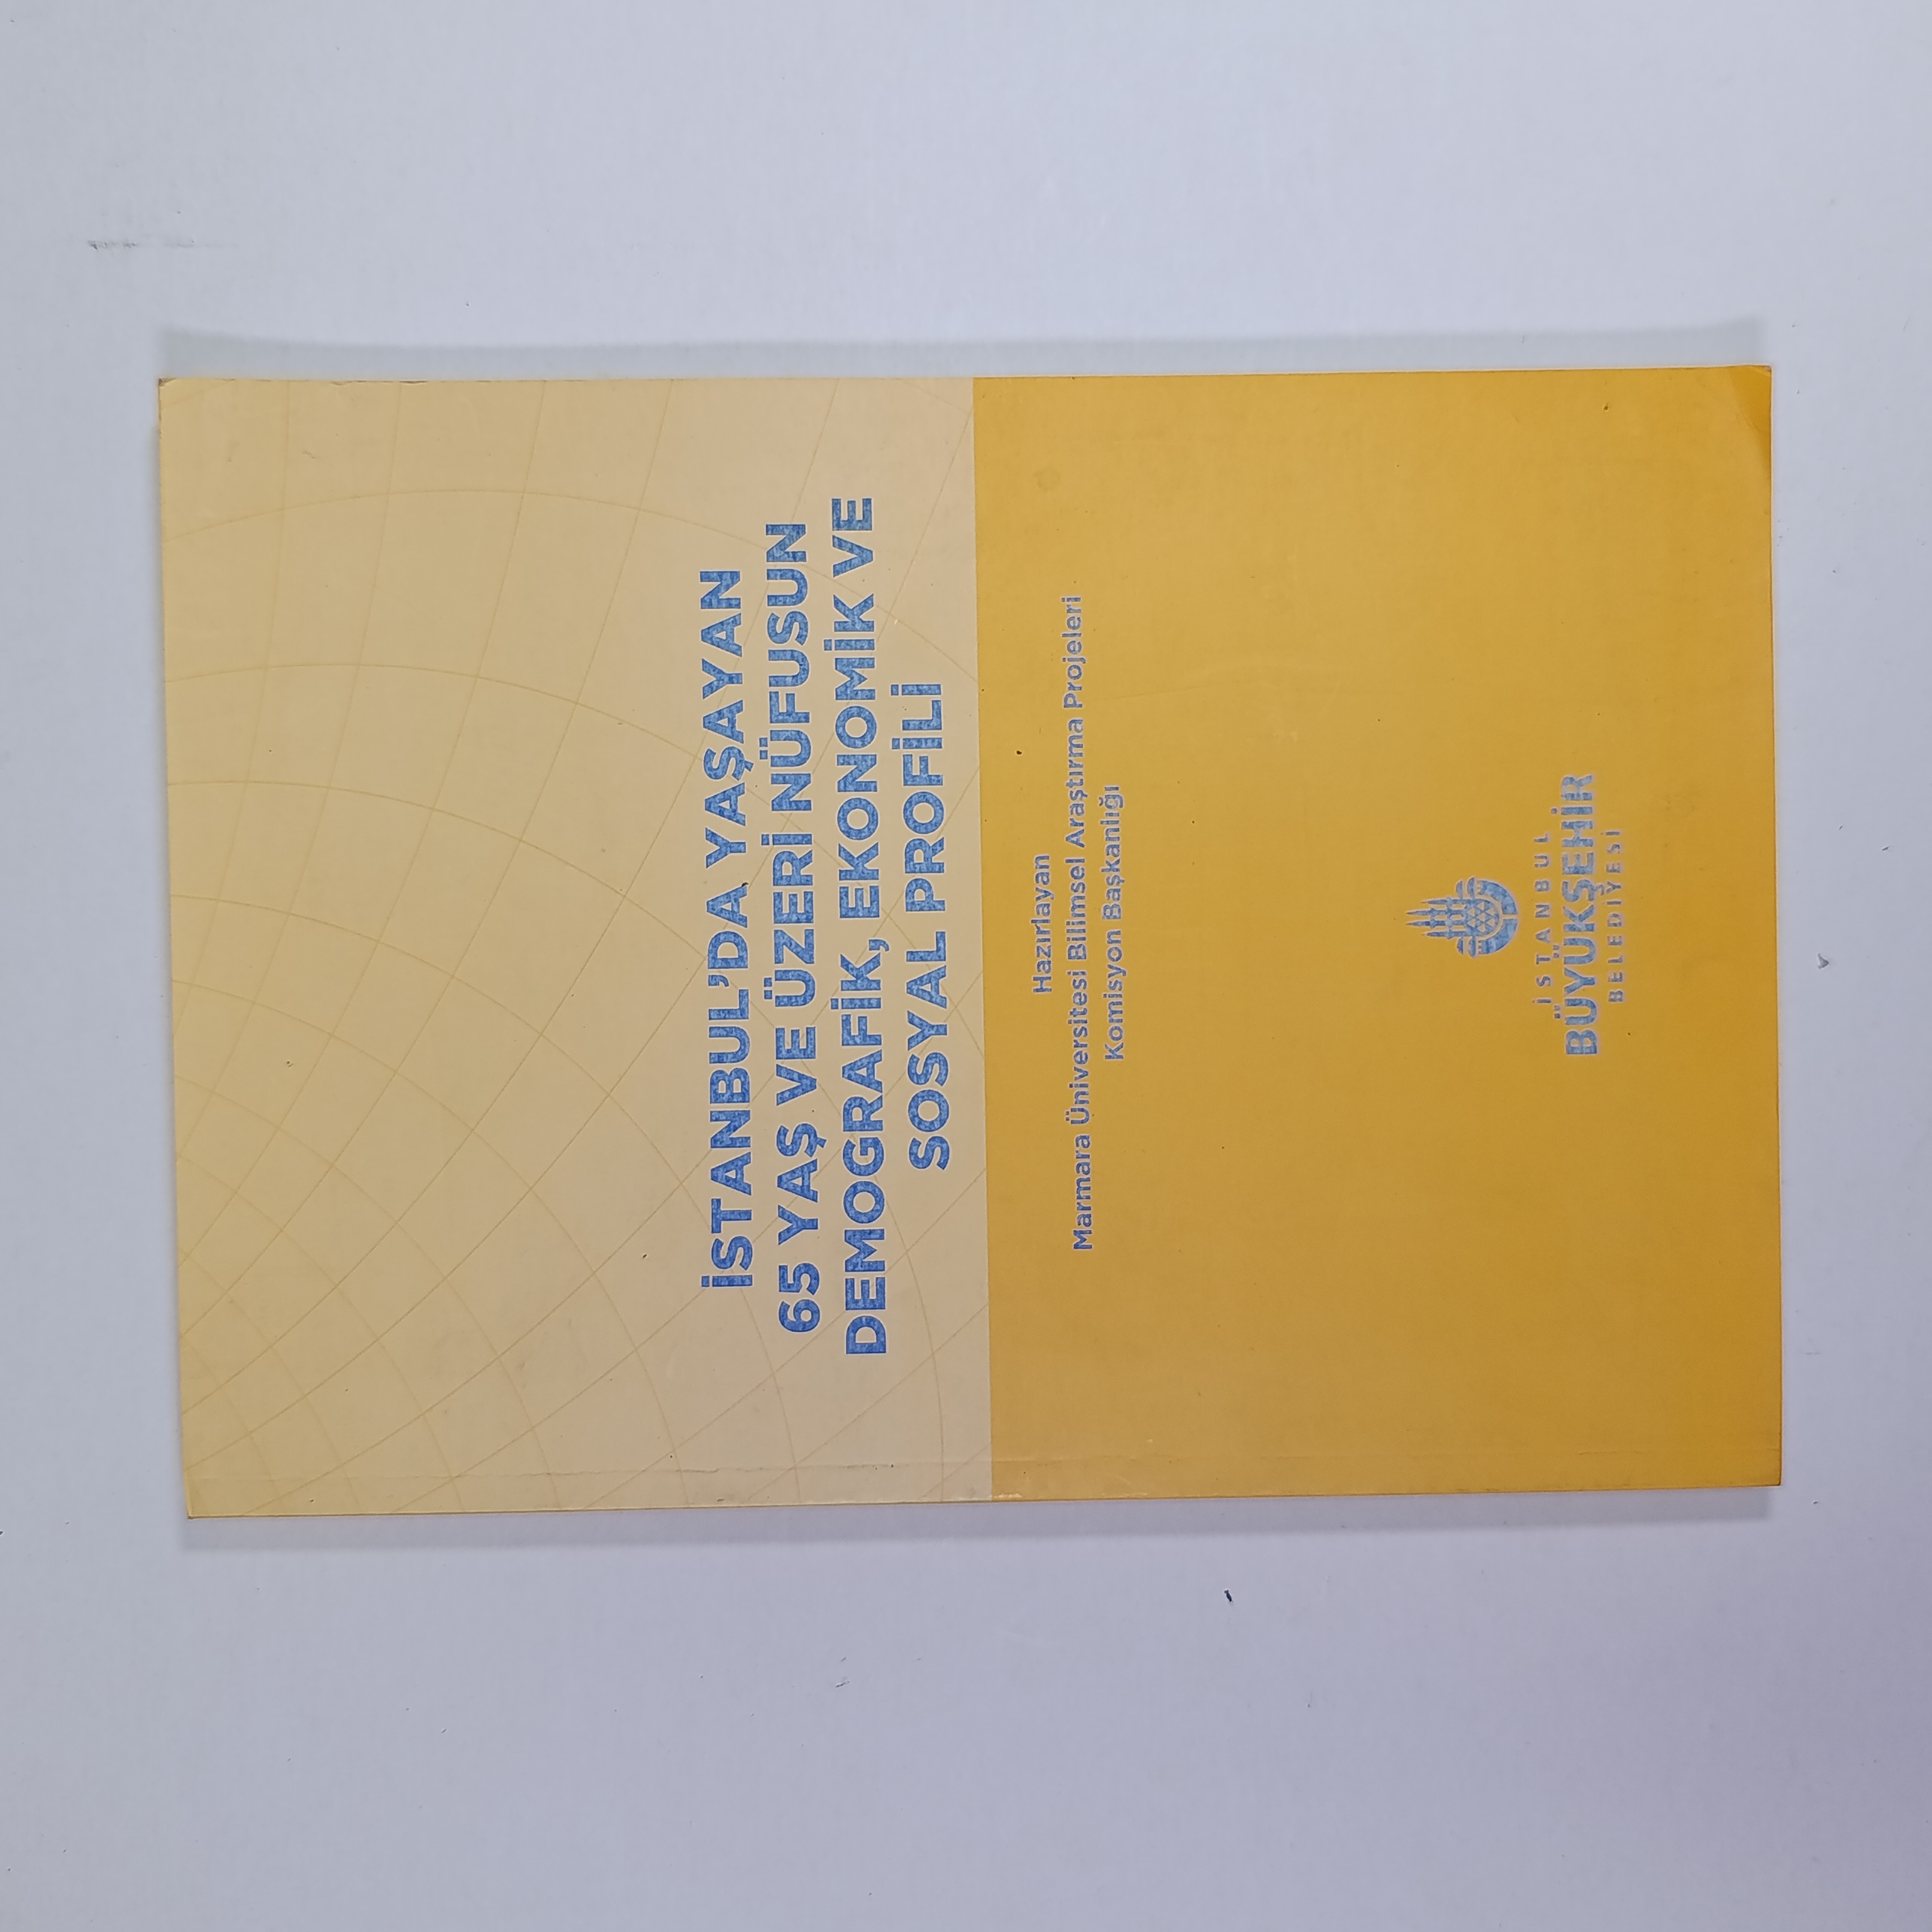 İSTANBUL'DA YAŞAYAN
65 YAŞ VE ÜZERİ NÜFUSUN
DEMOGRAFİK, EKONOMİK VE
SOSYAL PROFİLİ
Hazırlayan
Marmara Üniversitesi Bilimsel Araştırma Projeleri
Komisyon Başkanlığı
İSTANBUL
BÜYÜKŞEHİR
BELEDİYESİ